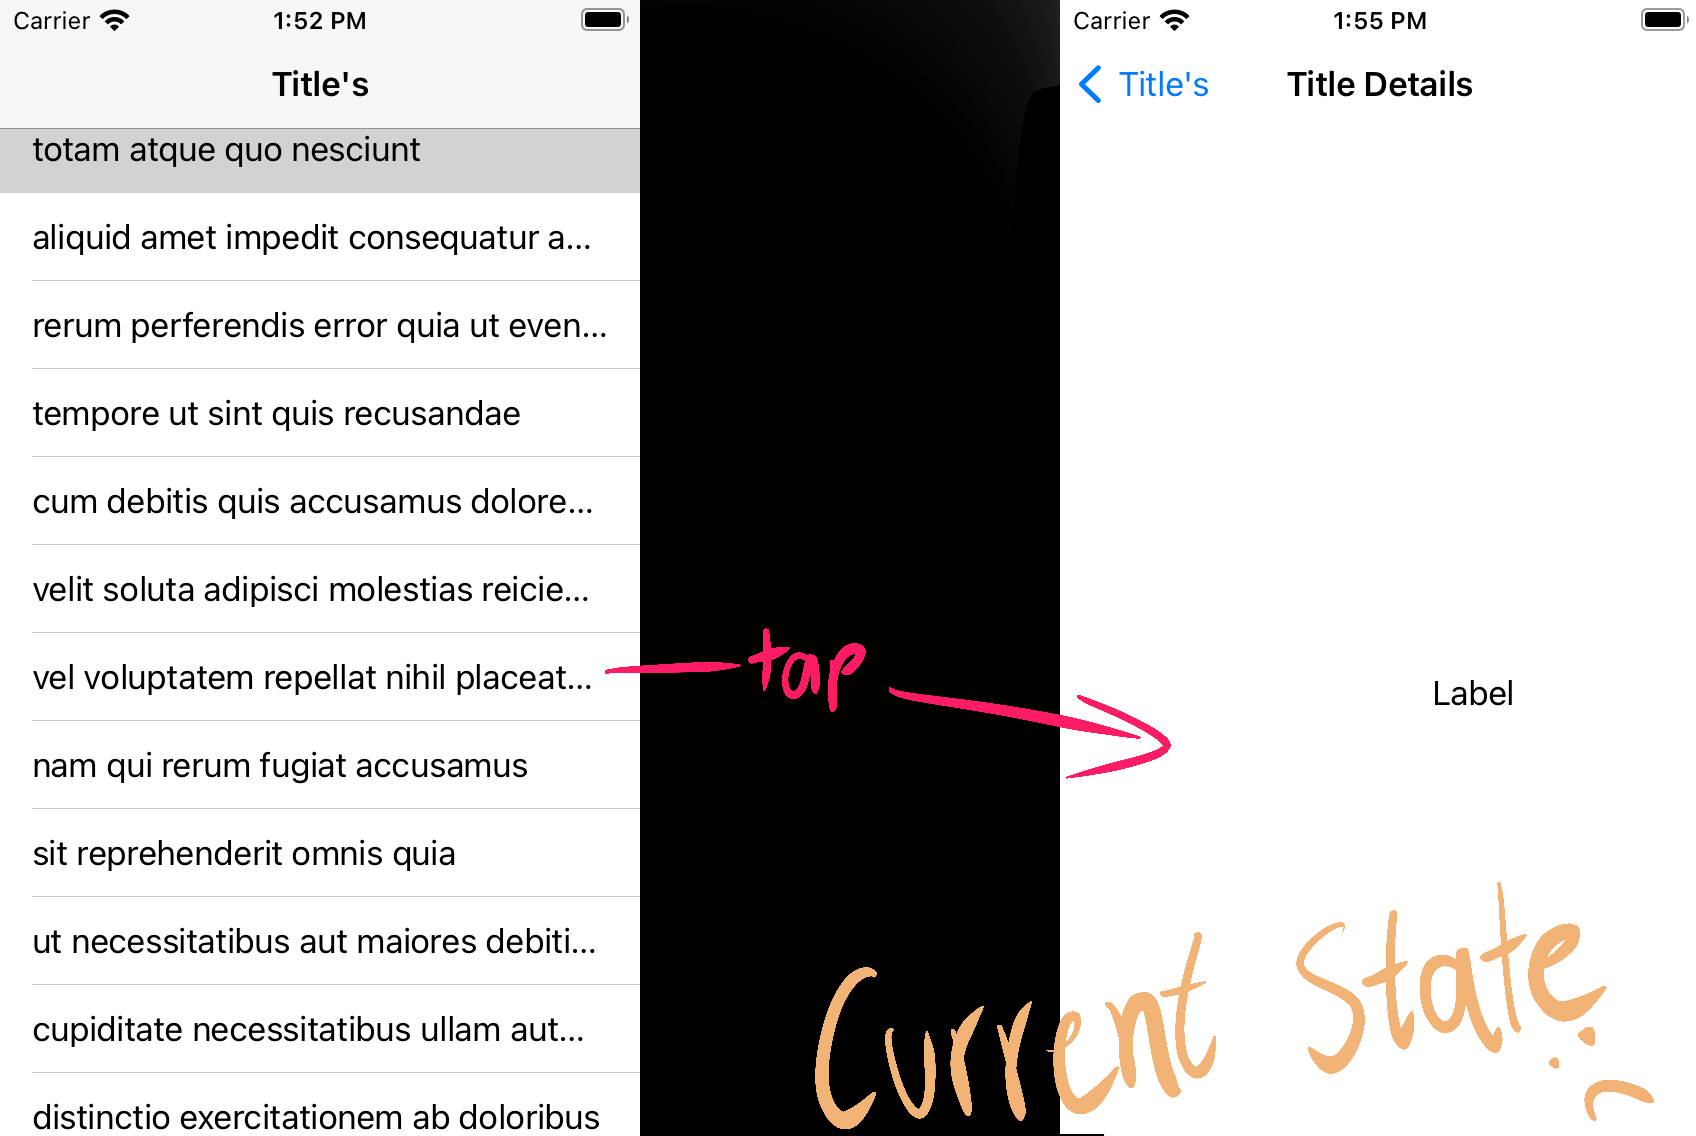 Carrier 1:52 PM
Title's
totam atque quo nesciunt
aliquid amet impedit consequatur a...
rerum perferendis error quia ut even...
tempore ut sint quis recusandae
cum debitis quis accusamus dolore...
velit soluta adipisci molestias reicie...
vel voluptatem repellat nihil placeat...
nam qui rerum fugiat accusamus
sit reprehenderit omnis quia
ut necessitatibus aut maiores debiti...
cupiditate necessitatibus ullam aut...
distinctio exercitationem ab doloribus
tap
Carrier 1:55 PM
Title's Title Details
Label
Current State